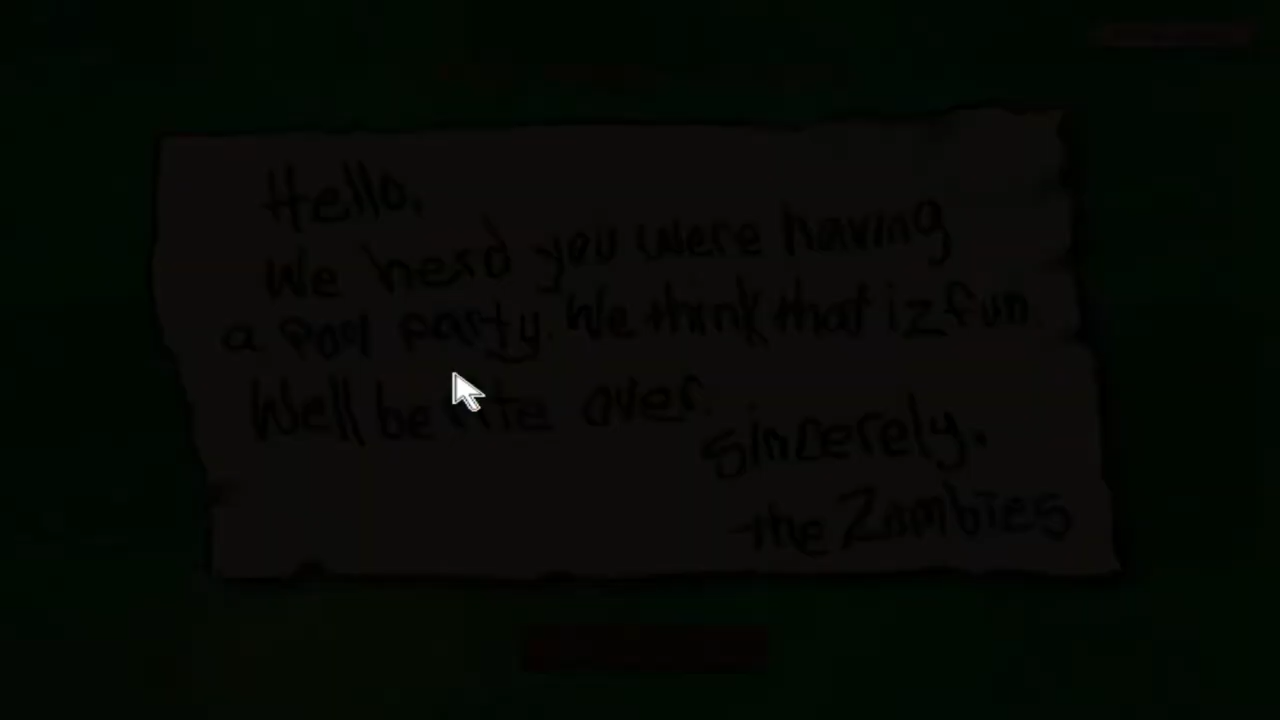 Hello,
We herd you were having
a pool party. We think that iz fun.
Well be rite over.
Sincerely,
the Zombies